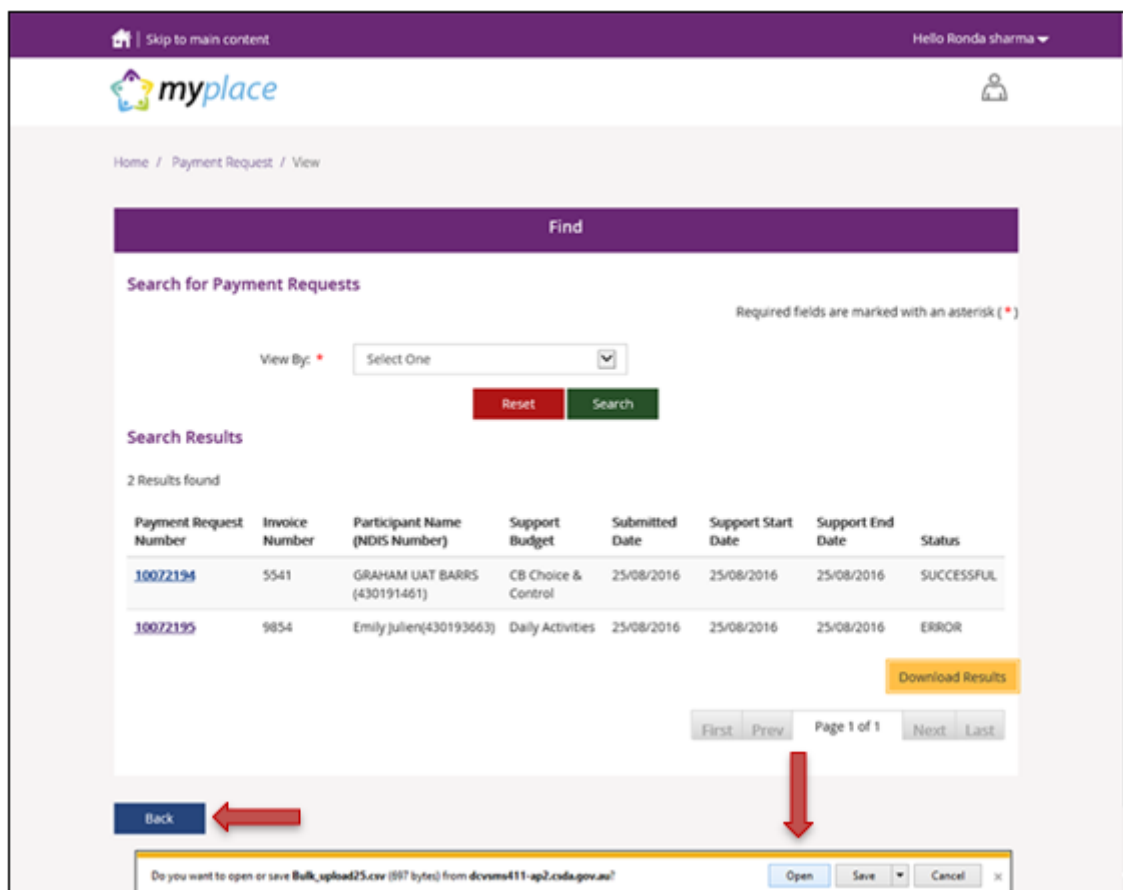 Skip to main content
Hello Ronda sharma
myplace
Home / Payment Request / View
Find
Search for Payment Requests
Required fields are marked with an asterisk (*)
View By: *
Select One
Reset
Search
Search Results
2 Results found
Payment Request Number Invoice Number Participant Name (NDIS Number) Support Budget Submitted Date Support Start Date Support End Date Status
10072194 5541 GRAHAM UAT BARRS (430191461) CB Choice & Control 25/08/2016 25/08/2016 25/08/2016 SUCCESSFUL
10072195 9854 Emily Julien(430193663) Daily Activities 25/08/2016 25/08/2016 25/08/2016 ERROR
Download Results
First Prev Page 1 of 1 Next Last
Back
Do you want to open or save Bulk_upload25.csv (697 bytes) from dcvsms411-ap2.csda.gov.au?
Open
Save
Cancel
×